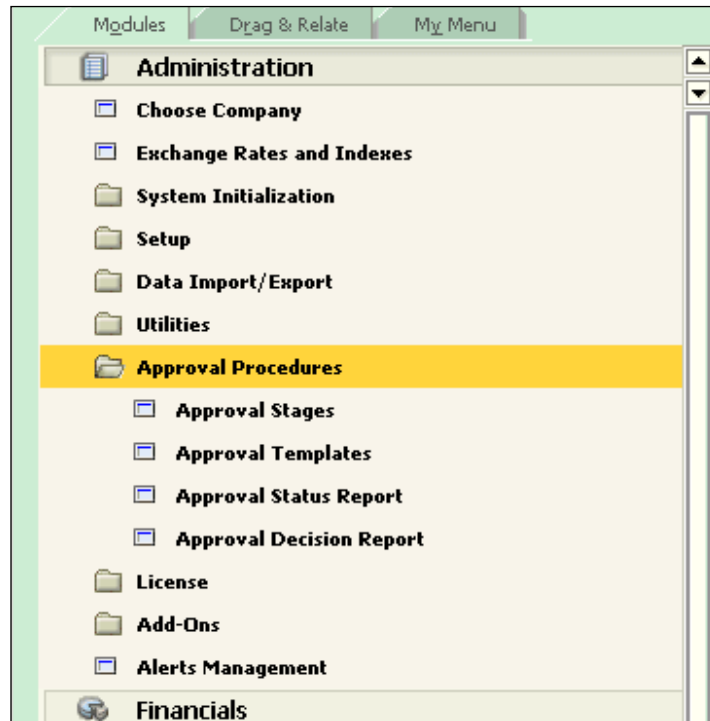 Modules Drag & Relate My Menu
Administration
Choose Company
Exchange Rates and Indexes
System Initialization
Setup
Data Import/Export
Utilities
Approval Procedures
Approval Stages
Approval Templates
Approval Status Report
Approval Decision Report
License
Add-Ons
Alerts Management
Financials